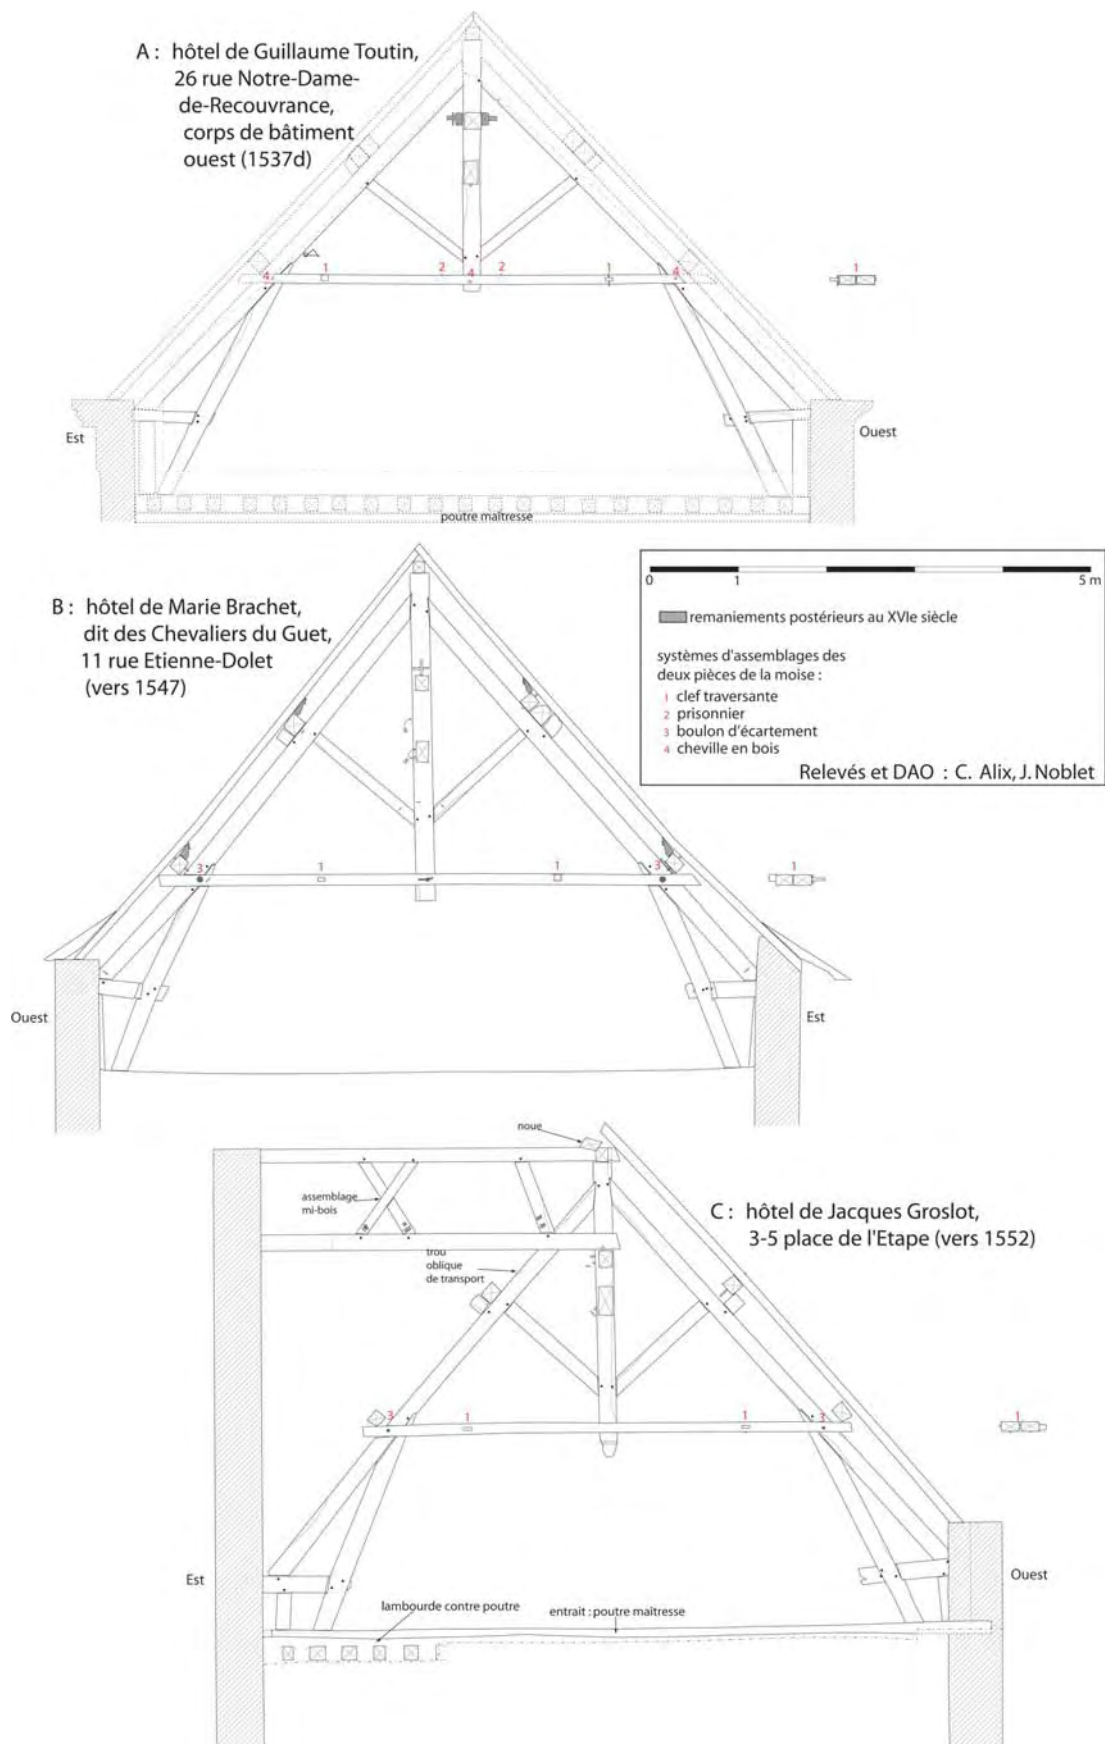 A : hôtel de Guillaume Toutin,
26 rue Notre-Dame-
de-Recouvrance,
corps de bâtiment
ouest (1537d)
4
1
2
4
2
1
4
1
Est
Ouest
poutre maîtresse
B : hôtel de Marie Brachet,
dit des Chevaliers du Guet,
11 rue Etienne-Dolet
(vers 1547)
0 1 5 m
remaniements postérieurs au XVIe siècle
systèmes d'assemblages des
deux pièces de la moise :
1 clef traversante
2 prisonnier
3 boulon d'écartement
4 cheville en bois
Relevés et DAO : C. Alix, J. Noblet
3
1
1
3
1
Ouest
Est
noue
assemblage
mi-bois
C : hôtel de Jacques Groslot,
3-5 place de l'Etape (vers 1552)
trou
oblique
de transport
3
1
1
3
1
Est
Ouest
lambourde contre poutre
entrait : poutre maîtresse